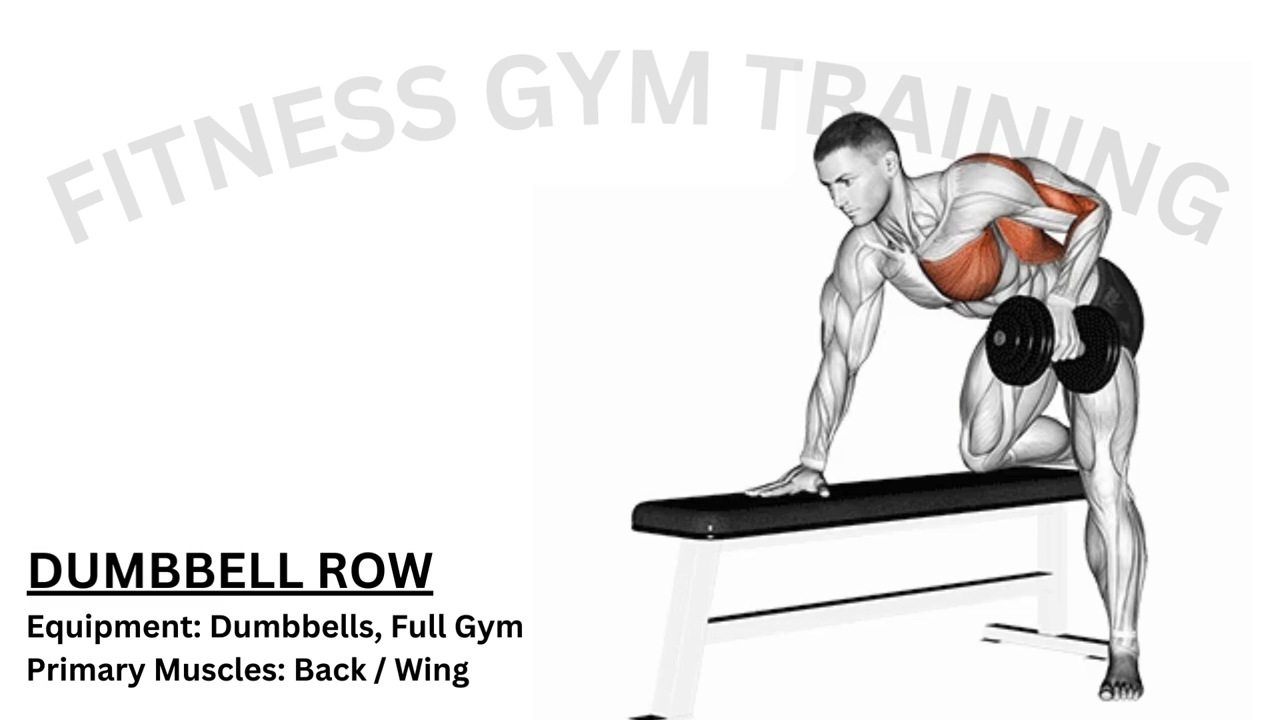 FITNESS GYM TRAINING
DUMBBELL ROW
Equipment: Dumbbells, Full Gym
Primary Muscles: Back / Wing